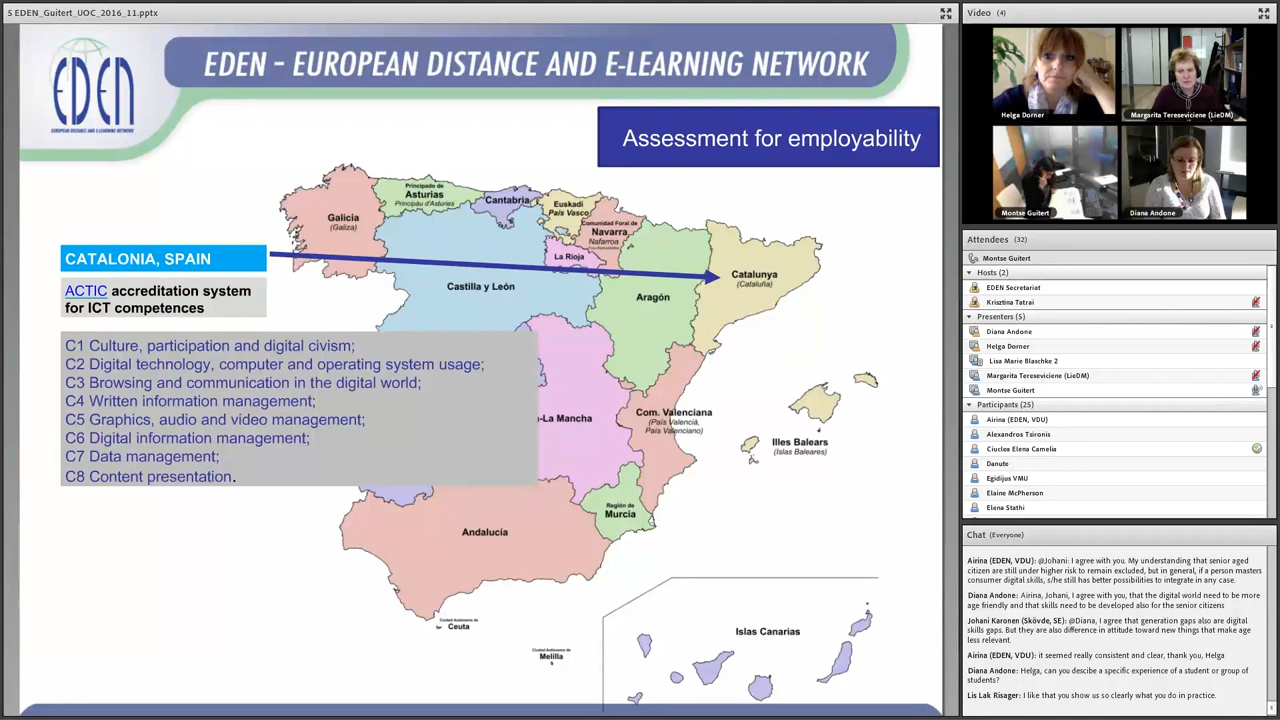 5 EDEN_Guitert_UOC_2016_11.pptx
EDEN
EUROPEAN DISTANCE AND E-LEARNING NETWORK
EDEN – EUROPEAN DISTANCE AND E-LEARNING NETWORK
Assessment for employability
CATALONIA, SPAIN
ACTIC accreditation system
for ICT competences
C1 Culture, participation and digital civism;
C2 Digital technology, computer and operating system usage;
C3 Browsing and communication in the digital world;
C4 Written information management;
C5 Graphics, audio and video management;
C6 Digital information management;
C7 Data management;
C8 Content presentation.
Galicia
(Galiza)
Principado de
Asturias
Principáu d'Asturies
Cantabria
Euskadi
País Vasco
Comunidad Foral de
Navarra
Nafarroa
La Rioja
Castilla y León
Aragón
Catalunya
(Cataluña)
-La Mancha
Com. Valenciana
(País Valencià,
País Valenciano)
Illes Balears
(Islas Baleares)
Región de
Murcia
Andalucía
Ciudad Autónoma de
Ceuta
Ciudad Autónoma de
Melilla
Islas Canarias
Video (4)
Helga Dorner
Margarita Tereseviciene (LieDM)
Montse Guitert
Diana Andone
Attendees (32)
Montse Guitert
Hosts (2)
EDEN Secretariat
Krisztina Tatrai
Presenters (5)
Diana Andone
Helga Dorner
Lisa Marie Blaschke 2
Margarita Tereseviciene (LieDM)
Montse Guitert
Participants (25)
Airina (EDEN, VDU)
Alexandros Tsironis
Ciuclea Elena Camelia
Danute
Egidijus VMU
Elaine McPherson
Elena Stathi
Chat (Everyone)
Airina (EDEN, VDU): @Johani: I agree with you. My understanding that senior aged
citizen are still under higher risk to remain excluded, but in general, if a person masters
consumer digital skills, s/he still has better possibilities to integrate in any case.
Diana Andone: Airina, Johani, I agree with you, that the digital world need to be more
age friendly and that skills need to be developed also for the senior citizens
Johani Karonen (Skövde, SE): @Diana, I agree that generation gaps also are digital
skills gaps. But they are also difference in attitude toward new things that make age
less relevant.
Airina (EDEN, VDU): it seemed really consistent and clear, thank you, Helga
Diana Andone: Helga, can you descibe a specific experience of a student or group of
students?
Lis Lak Risager: I like that you show us so clearly what you do in practice.